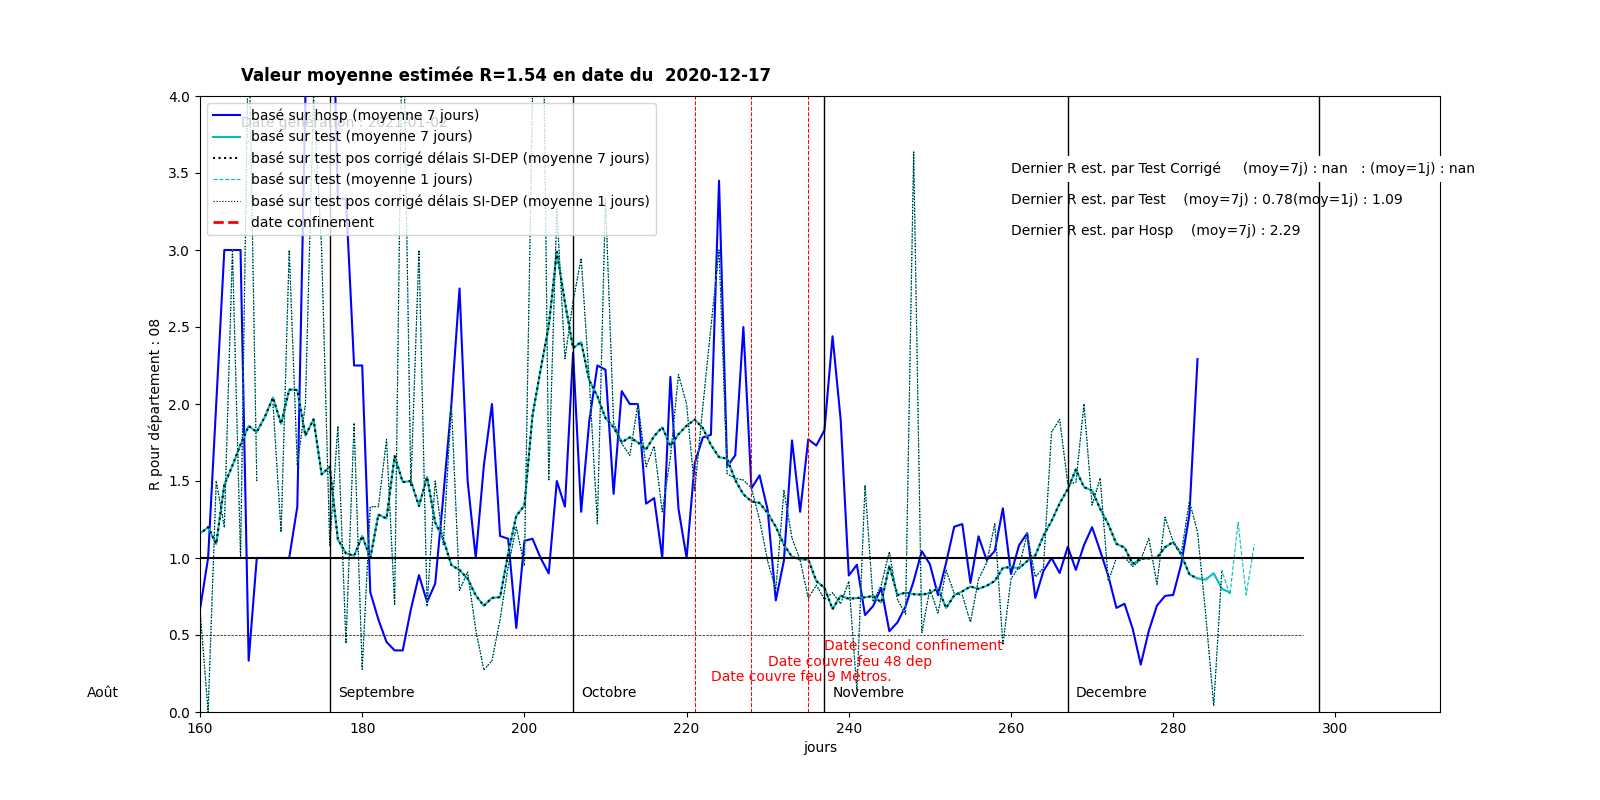 Valeur moyenne estimée R=1.54 en date du  2020-12-17
Date génération : 2021-01-02
basé sur hosp (moyenne 7 jours)
basé sur test (moyenne 7 jours)
basé sur test pos corrigé délais SI-DEP (moyenne 7 jours)
basé sur test (moyenne 1 jours)
basé sur test pos corrigé délais SI-DEP (moyenne 1 jours)
date confinement
Dernier R est. par Test Corrigé     (moy=7j) : nan   : (moy=1j) : nan
Dernier R est. par Test    (moy=7j) : 0.78(moy=1j) : 1.09
Dernier R est. par Hosp    (moy=7j) : 2.29
4.0
3.5
3.0
2.5
2.0
1.5
1.0
0.5
0.0
R pour département : 08
Date second confinement
Date couvre feu 48 dep
Date couvre feu 9 Métros.
Août
Septembre
Octobre
Novembre
Decembre
160 180 200 220 240 260 280 300
jours